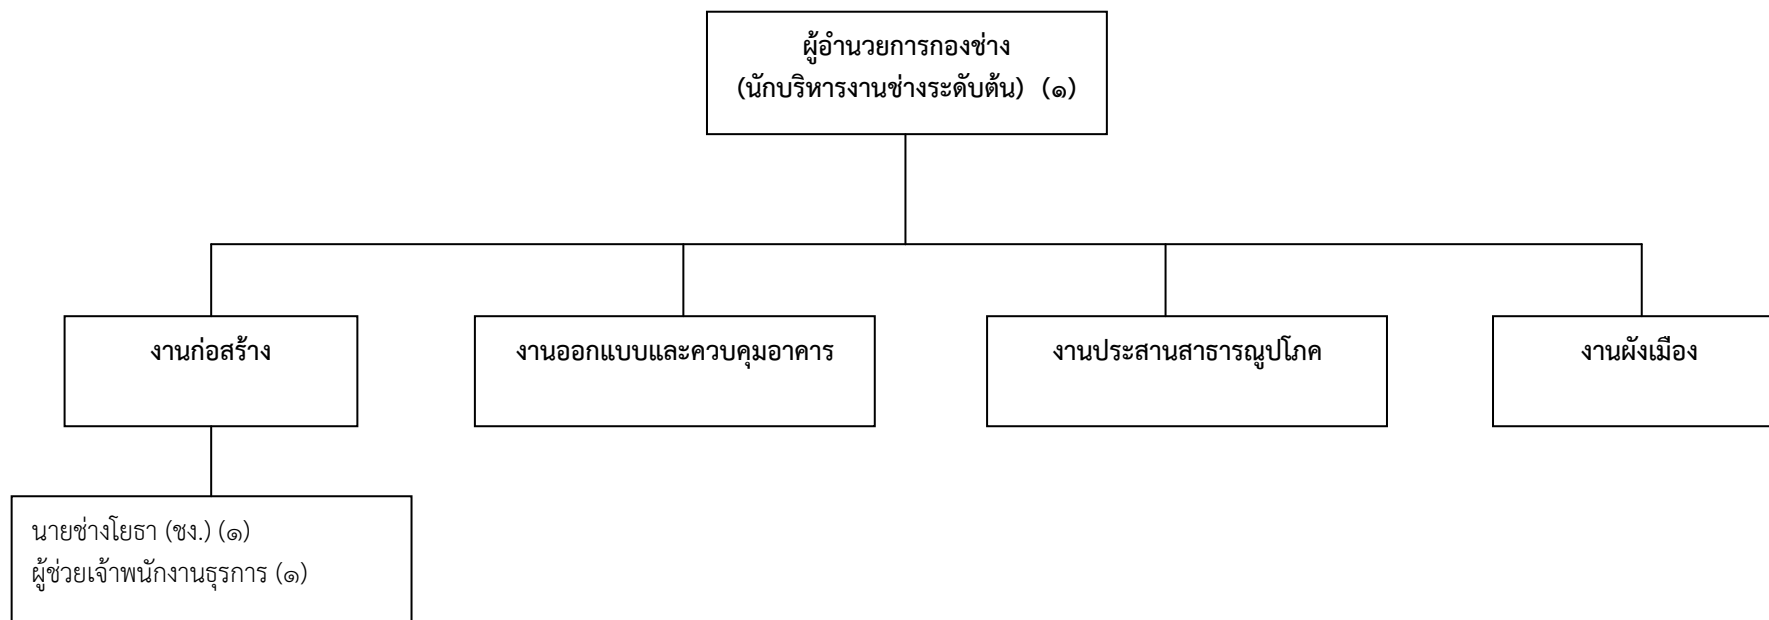 ผู้อำนวยการกองช่าง
(นักบริหารงานช่างระดับต้น) (๑)
งานก่อสร้าง
งานออกแบบและควบคุมอาคาร
งานประสานสาธารณูปโภค
งานผังเมือง
นายช่างโยธา (ชง.) (๑)
ผู้ช่วยเจ้าพนักงานธุรการ (๑)